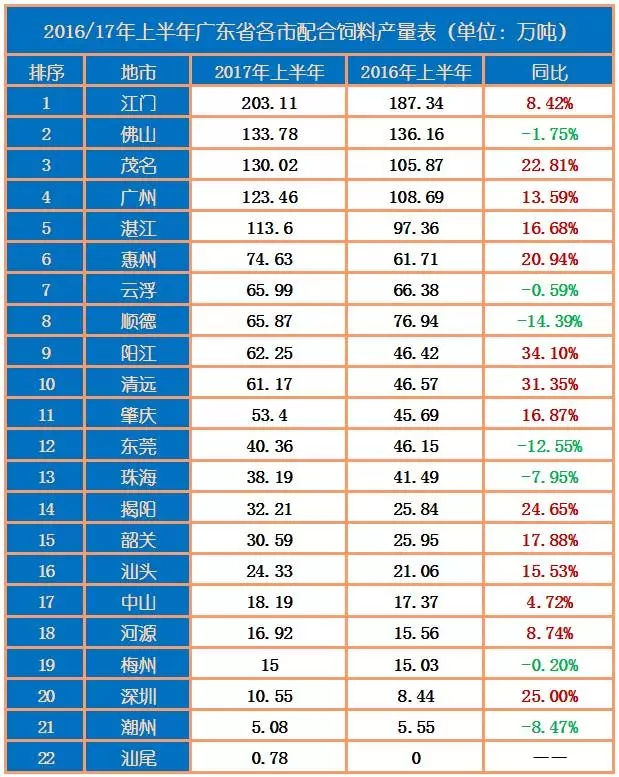 2016/17年上半年广东省各市配合饲料产量表（单位：万吨）
排序 地市 2017年上半年 2016年上半年 同比
1 江门 203.11 187.34 8.42%
2 佛山 133.78 136.16 -1.75%
3 茂名 130.02 105.87 22.81%
4 广州 123.46 108.69 13.59%
5 湛江 113.6 97.36 16.68%
6 惠州 74.63 61.71 20.94%
7 云浮 65.99 66.38 -0.59%
8 顺德 65.87 76.94 -14.39%
9 阳江 62.25 46.42 34.10%
10 清远 61.17 46.57 31.35%
11 肇庆 53.4 45.69 16.87%
12 东莞 40.36 46.15 -12.55%
13 珠海 38.19 41.49 -7.95%
14 揭阳 32.21 25.84 24.65%
15 韶关 30.59 25.95 17.88%
16 汕头 24.33 21.06 15.53%
17 中山 18.19 17.37 4.72%
18 河源 16.92 15.56 8.74%
19 梅州 15 15.03 -0.20%
20 深圳 10.55 8.44 25.00%
21 潮州 5.08 5.55 -8.47%
22 汕尾 0.78 0 ——